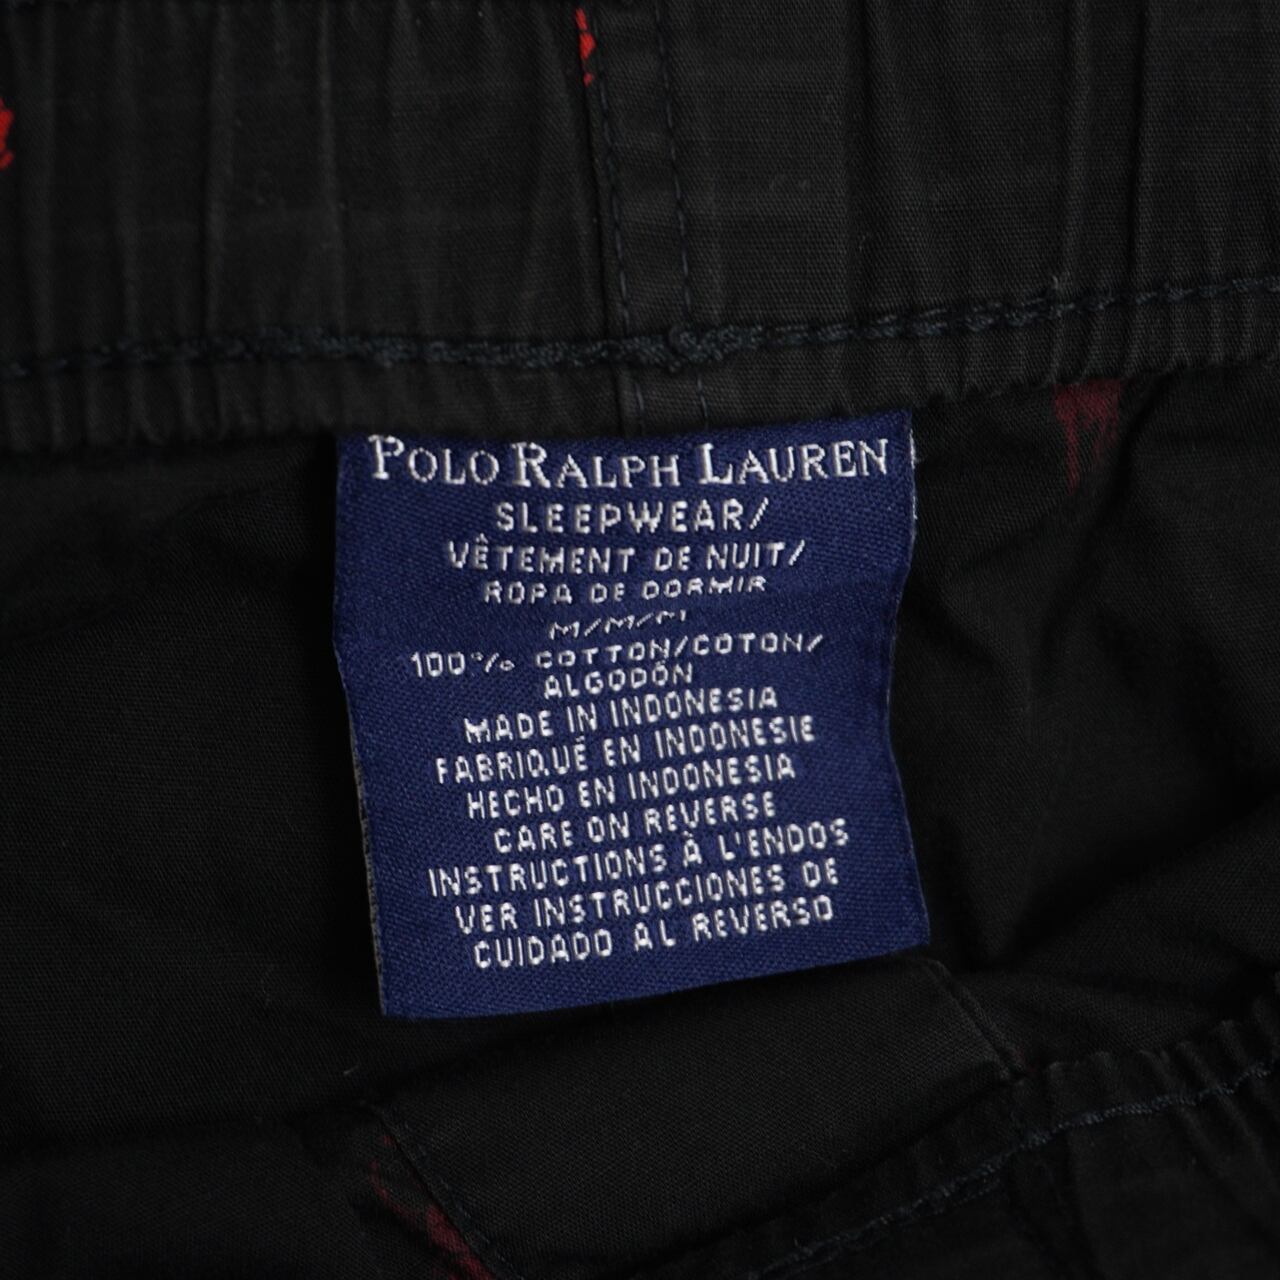 POLO RALPH LAUREN
SLEEPWEAR/
VÊTEMENT DE NUIT/
ROPA DE DORMIR
M/M/M
100% COTTON/COTON/
ALGODÓN
MADE IN INDONESIA
FABRIQUÉ EN INDONESIE
HECHO EN INDONESIA
CARE ON REVERSE
INSTRUCTIONS À L'ENDOS
VER INSTRUCCIONES DE
CUIDADO AL REVERSO